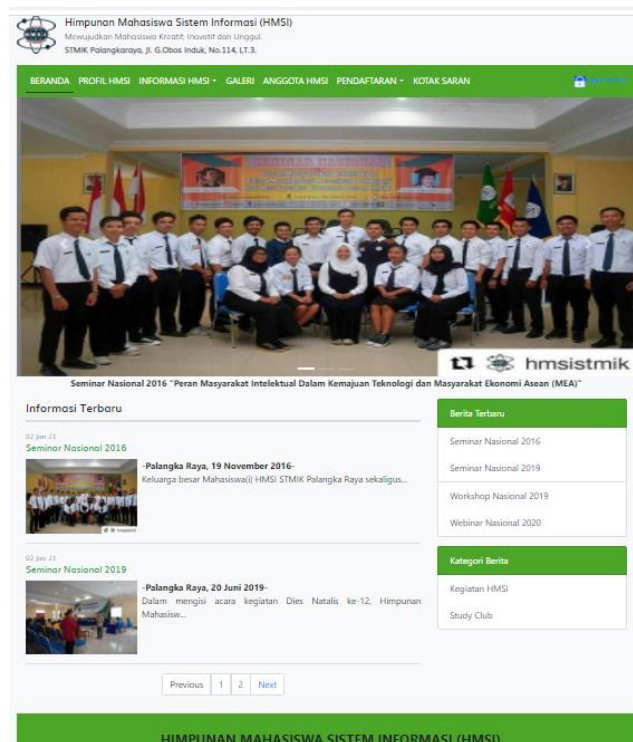 Himpunan Mahasiswa Sistem Informasi (HMSI)
Mewujudkan Mahasiswa Kreatif, Inovatif dan Unggul.
STMIK Palangkaraya, Jl. G.Obos Induk, No.114, LT.3.
BERANDA PROFIL HMSI INFORMASI HMSI GALERI ANGGOTA HMSI PENDAFTARAN KOTAK SARAN
SEMINAR NASIONAL
hmsistmik
Seminar Nasional 2016 "Peran Masyarakat Intelektual Dalam Kemajuan Teknologi dan Masyarakat Ekonomi Asean (MEA)"
Informasi Terbaru
02 Jan 21
Seminar Nasional 2016
-Palangka Raya, 19 November 2016-
Keluarga besar Mahasiswa(i) HMSI STMIK Palangka Raya sekaligus...
02 Jan 21
Seminar Nasional 2019
-Palangka Raya, 20 Juni 2019-
Dalam mengisi acara kegiatan Dies Natalis ke-12, Himpunan
Mahasisw...
Previous 1 2 Next
Berita Terbaru
Seminar Nasional 2016
Seminar Nasional 2019
Workshop Nasional 2019
Webinar Nasional 2020
Kategori Berita
Kegiatan HMSI
Study Club
HIMPUNAN MAHASISWA SISTEM INFORMASI (HMSI)